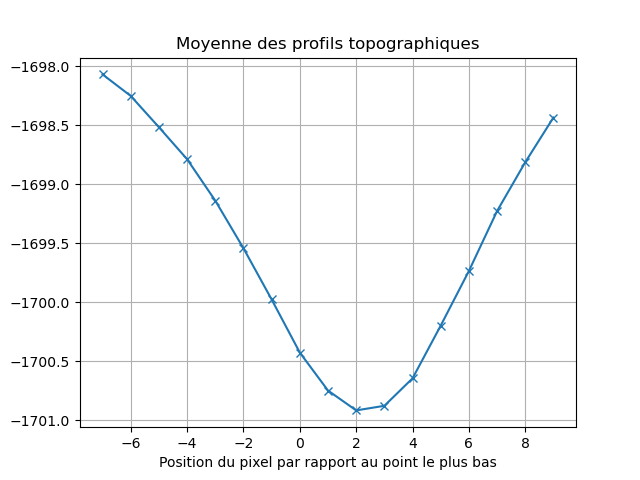 Moyenne des profils topographiques
−1698.0
−1698.5
−1699.0
−1699.5
−1700.0
−1700.5
−1701.0
−6 −4 −2 0 2 4 6 8
Position du pixel par rapport au point le plus bas